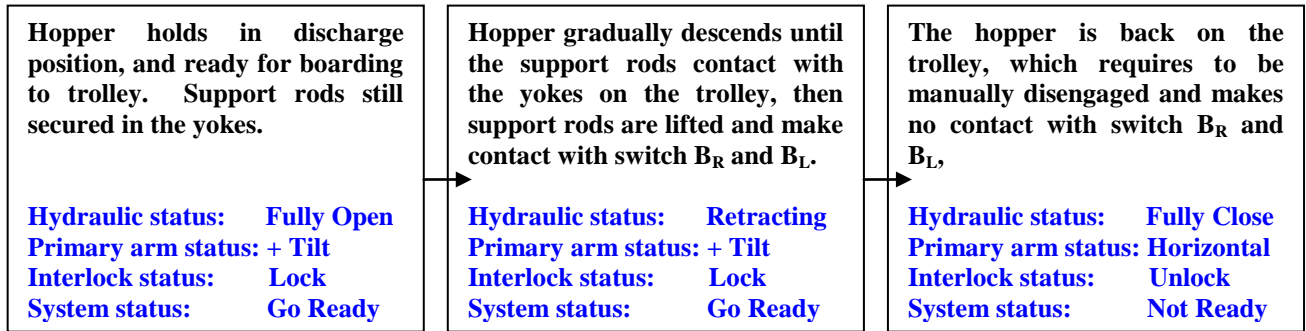 Hopper holds in discharge
position, and ready for boarding
to trolley. Support rods still
secured in the yokes.
Hydraulic status: Fully Open
Primary arm status: + Tilt
Interlock status: Lock
System status: Go Ready
Hopper gradually descends until
the support rods contact with
the yokes on the trolley, then
support rods are lifted and make
contact with switch BR and BL.
Hydraulic status: Retracting
Primary arm status: + Tilt
Interlock status: Lock
System status: Go Ready
The hopper is back on the
trolley, which requires to be
manually disengaged and makes
no contact with switch BR and
BL,
Hydraulic status: Fully Close
Primary arm status: Horizontal
Interlock status: Unlock
System status: Not Ready